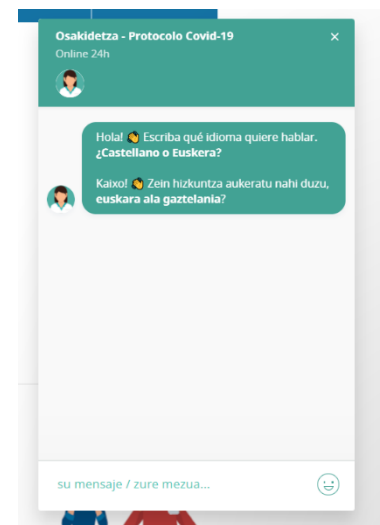 Osakidetza - Protocolo Covid-19
Online 24h
Hola! 👏 Escriba qué idioma quiere hablar.
¿Castellano o Euskera?
Kaixo! 👏 Zein hizkuntza aukeratu nahi duzu,
euskara ala gaztelania?
su mensaje / zure mezua...